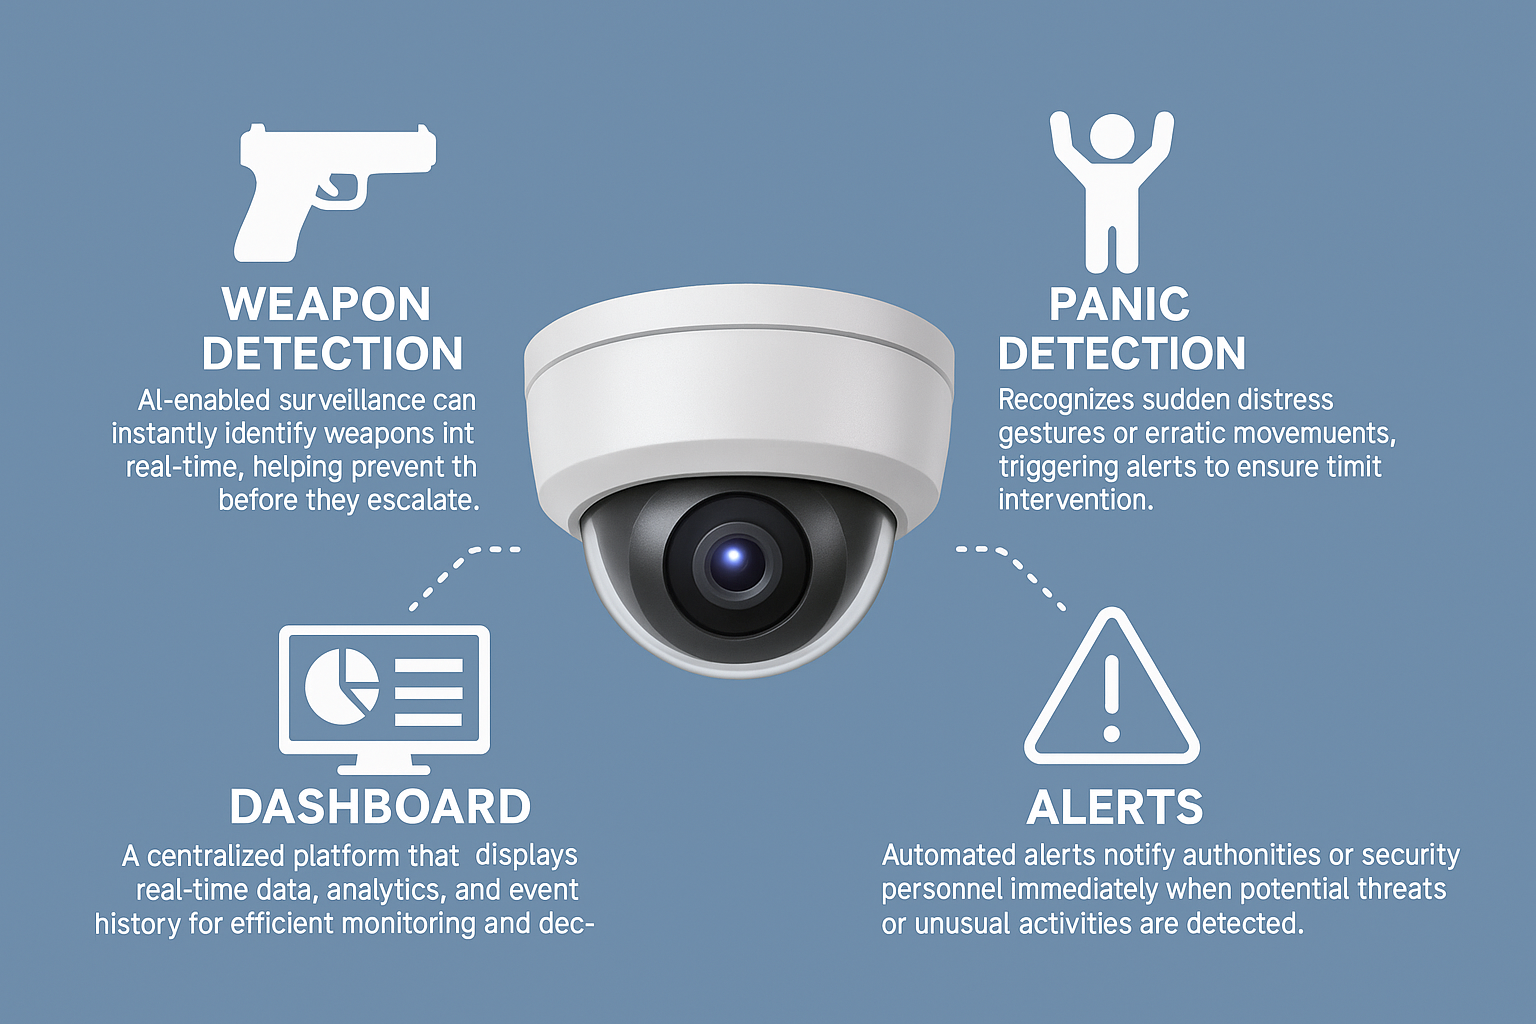 WEAPON
DETECTION
AI-enabled surveillance can
instantly identify weapons int
real-time, helping prevent th
before they escalate.
PANIC
DETECTION
Recognizes sudden distress
gestures or erratic movemuents,
triggering alerts to ensure timit
intervention.
DASHBOARD
A centralized platform that displays
real-time data, analytics, and event
history for efficient monitoring and dec-
ALERTS
Automated alerts notify authonities or security
personnel immediately when potential threats
or unusual activities are detected.